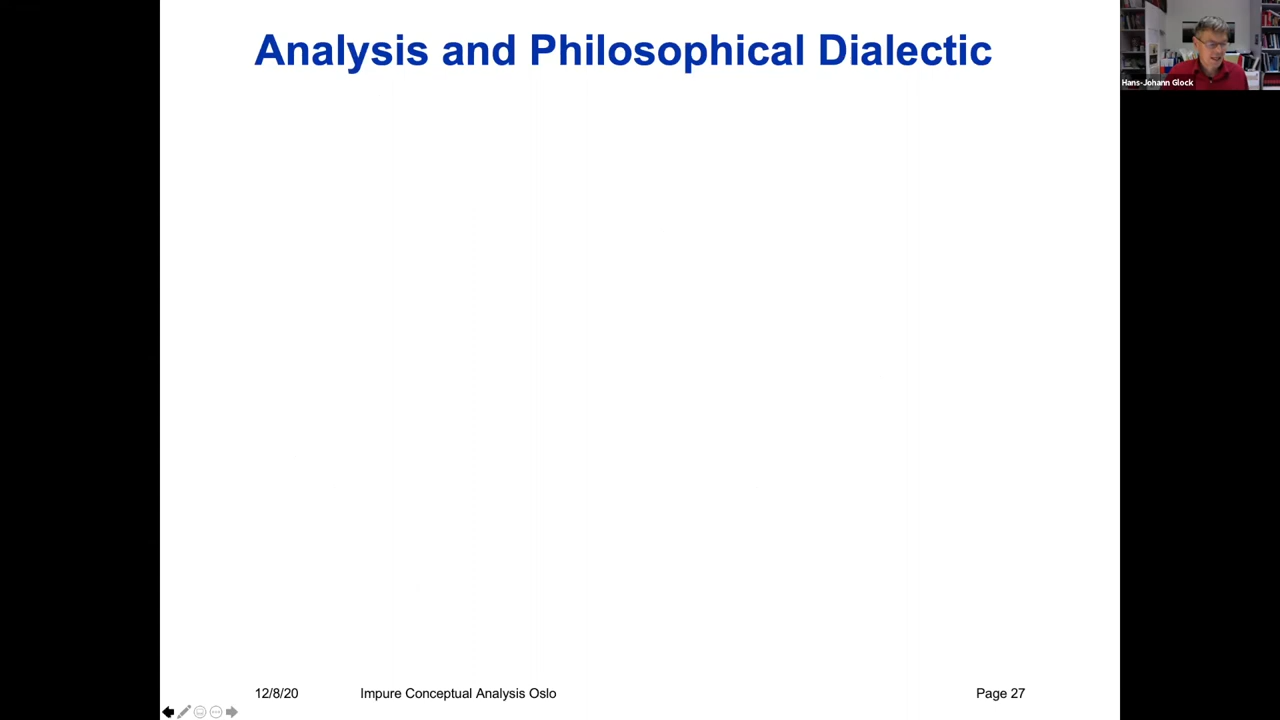 Analysis and Philosophical Dialectic
Hans-Johann Glock
12/8/20 Impure Conceptual Analysis Oslo Page 27